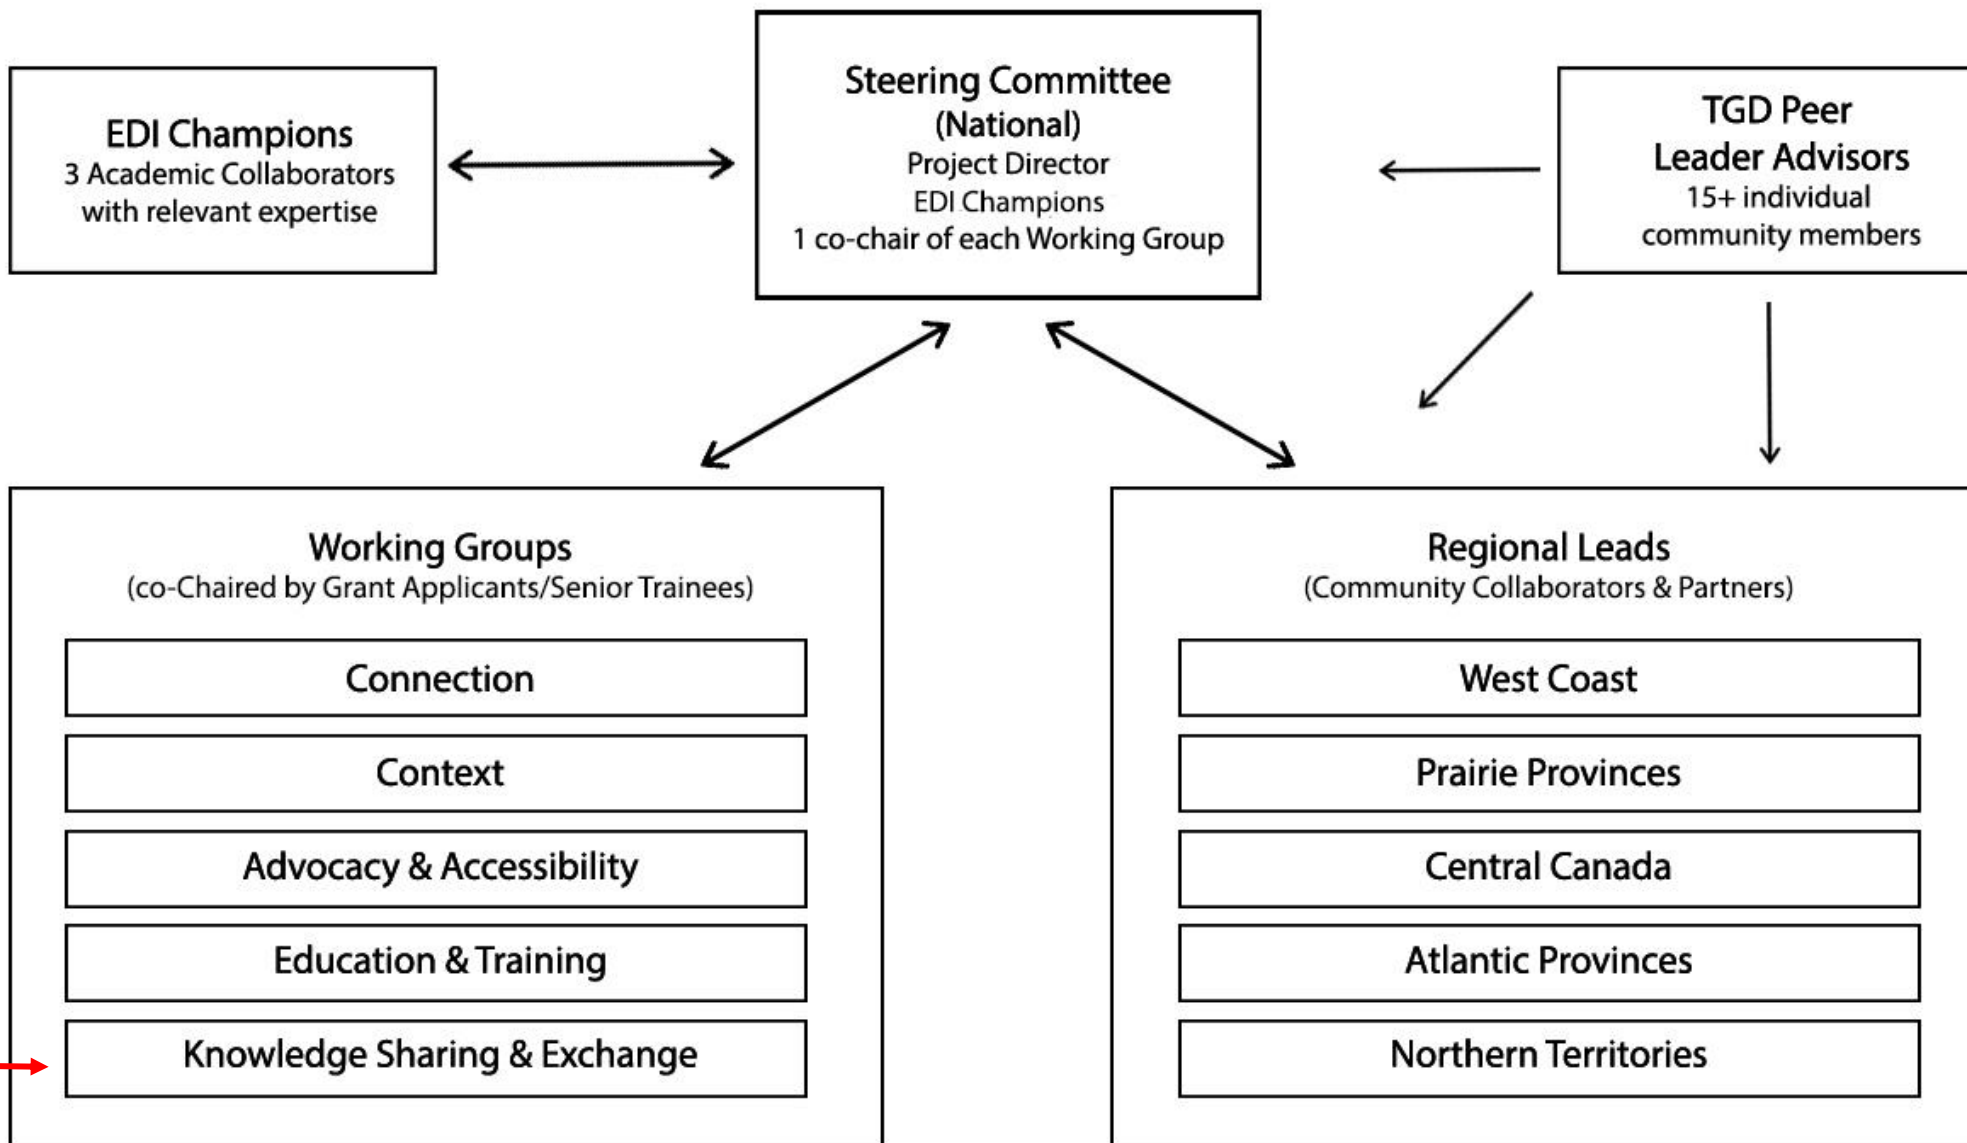 EDI Champions
3 Academic Collaborators
with relevant expertise
Steering Committee
(National)
Project Director
EDI Champions
1 co-chair of each Working Group
TGD Peer
Leader Advisors
15+ individual
community members
Working Groups
(co-Chaired by Grant Applicants/Senior Trainees)
Connection
Context
Advocacy & Accessibility
Education & Training
Knowledge Sharing & Exchange
Regional Leads
(Community Collaborators & Partners)
West Coast
Prairie Provinces
Central Canada
Atlantic Provinces
Northern Territories